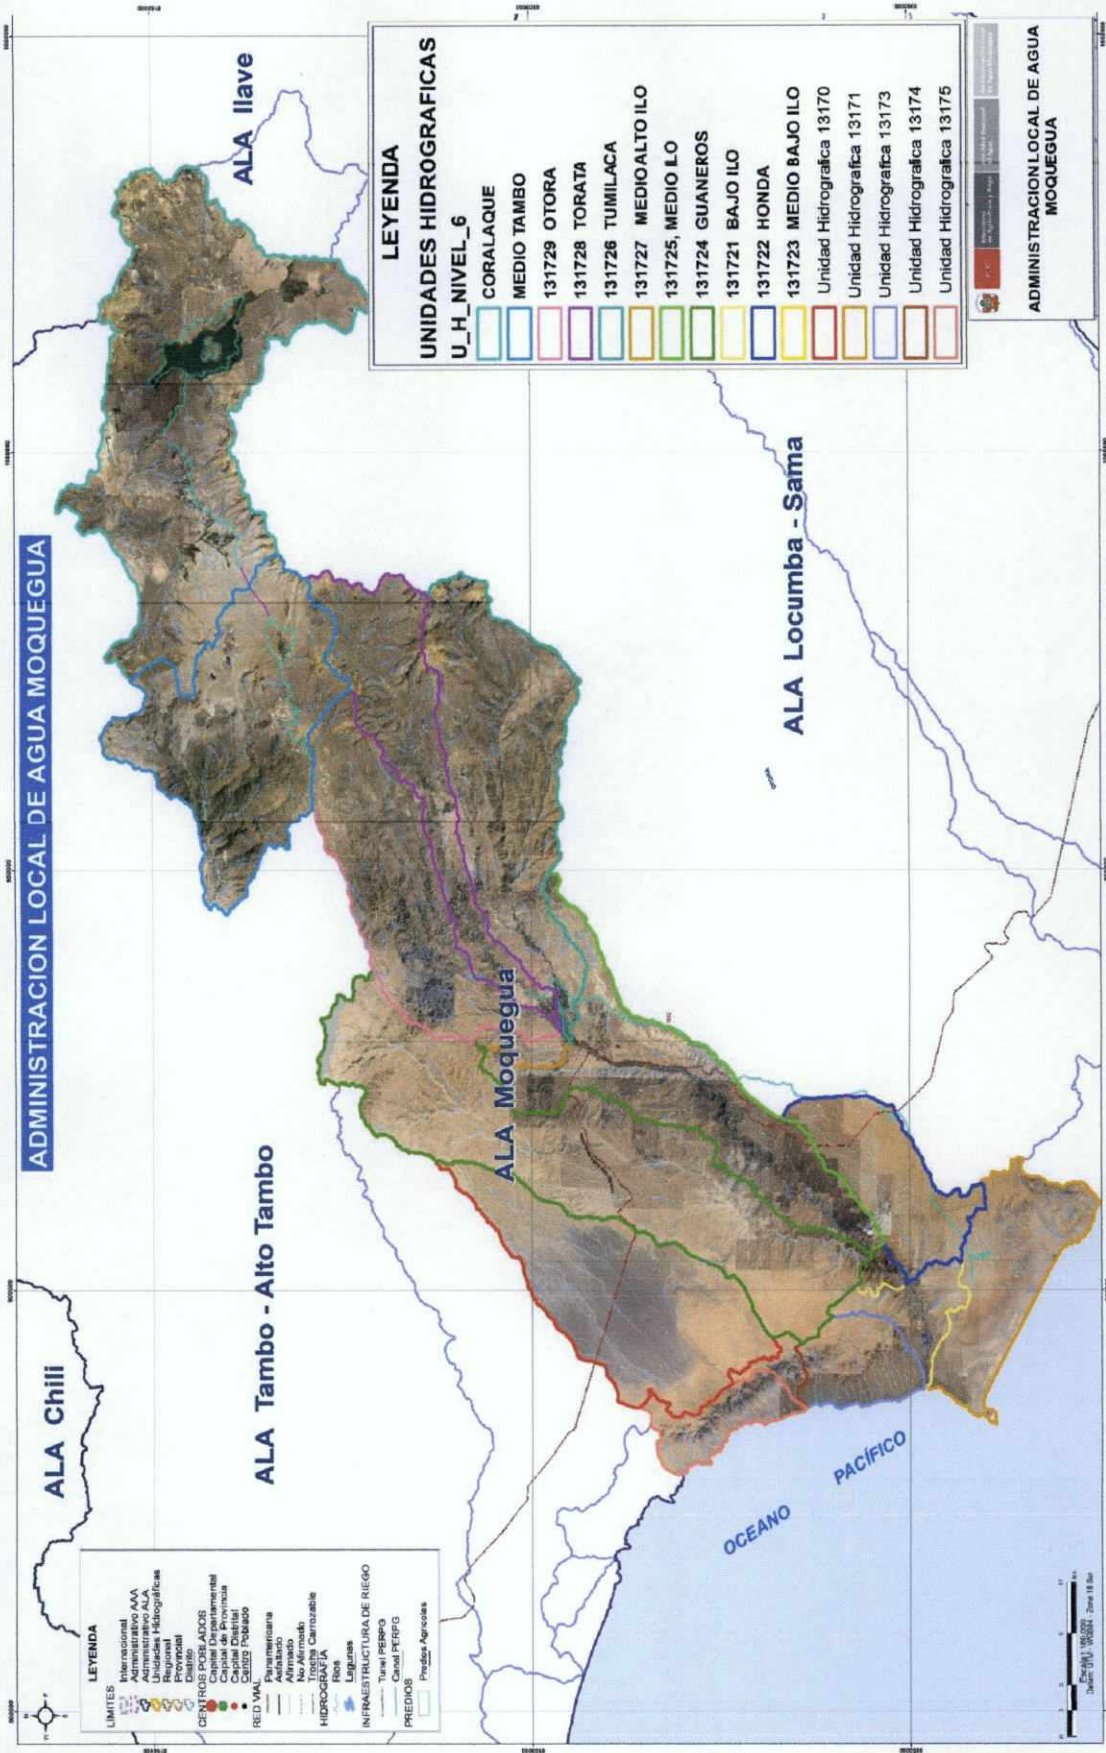 ADMINISTRACION LOCAL DE AGUA MOQUEGUA
ALA Chili
ALA Tambo - Alto Tambo
ALA Ilave
ALA Moquegua
ALA Locumba - Sama
OCEANO PACÍFICO
LEYENDA
UNIDADES HIDROGRAFICAS
U_H_NIVEL_6
CORALAQUE
MEDIO TAMBO
131729 OTORA
131728 TORATA
131726 TUMILACA
131727 MEDIO ALTO ILO
131725, MEDIO ILO
131724 GUANEROS
131721 BAJO ILO
131722 HONDA
131723 MEDIO BAJO ILO
Unidad Hidrografica 13170
Unidad Hidrografica 13171
Unidad Hidrografica 13173
Unidad Hidrografica 13174
Unidad Hidrografica 13175
ADMINISTRACION LOCAL DE AGUA
MOQUEGUA
LEYENDA
LIMITES
Internacional
Administrativo AAA
Administrativo ALA
Unidades Hidrográficas
Regional
Provincial
Distrito
CENTROS POBLADOS
Capital Departamental
Capital de Provincia
Capital Distrital
Centro Poblado
RED VIAL
Panamericana
Asfaltado
Afirmado
No Afirmado
Trocha Carrozable
HIDROGRAFÍA
Rios
Lagunas
INFRAESTRUCTURA DE RIEGO
Tunel PERPG
Canal PERPG
PREDIOS
Predios Agricolas